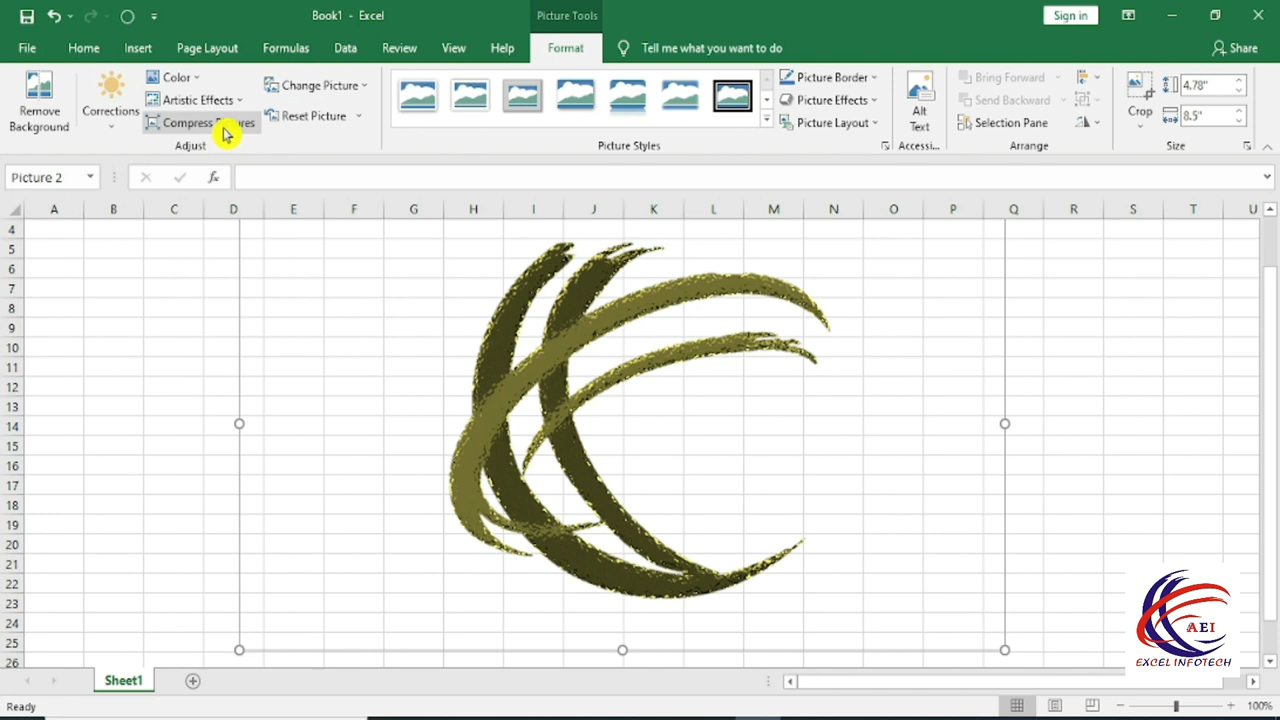 Book1 - Excel
Picture Tools
Sign in
File
Home
Insert
Page Layout
Formulas
Data
Review
View
Help
Format
Tell me what you want to do
Share
Remove Background
Corrections
Color
Artistic Effects
Compress Pictures
Change Picture
Reset Picture
Adjust
Picture Border
Picture Effects
Picture Layout
Picture Styles
Alt Text
Accessi...
Bring Forward
Send Backward
Selection Pane
Arrange
Crop
4.78"
8.5"
Size
Picture 2
fx
A B C D E F G H I J K L M N O P Q R S T U
4
5
6
7
8
9
10
11
12
13
14
15
16
17
18
19
20
21
22
23
24
25
26
AEI
EXCEL INFOTECH
Sheet1
Ready
100%